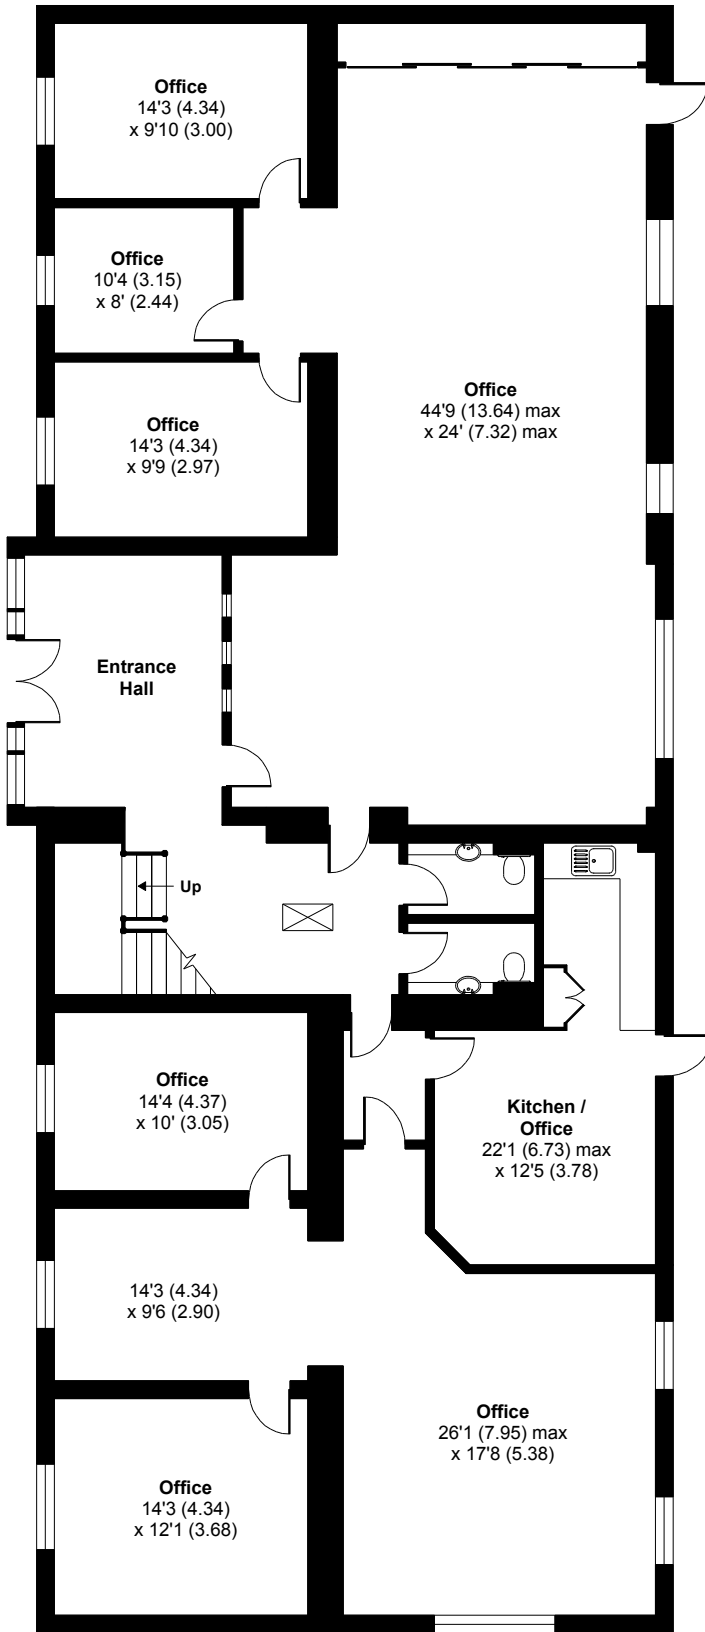 Office
14'3 (4.34)
x 9'10 (3.00)
Office
10'4 (3.15)
x 8' (2.44)
Office
44'9 (13.64) max
x 24' (7.32) max
Office
14'3 (4.34)
x 9'9 (2.97)
Entrance
Hall
Up
Office
14'4 (4.37)
x 10' (3.05)
Kitchen /
Office
22'1 (6.73) max
x 12'5 (3.78)
14'3 (4.34)
x 9'6 (2.90)
Office
26'1 (7.95) max
x 17'8 (5.38)
Office
14'3 (4.34)
x 12'1 (3.68)